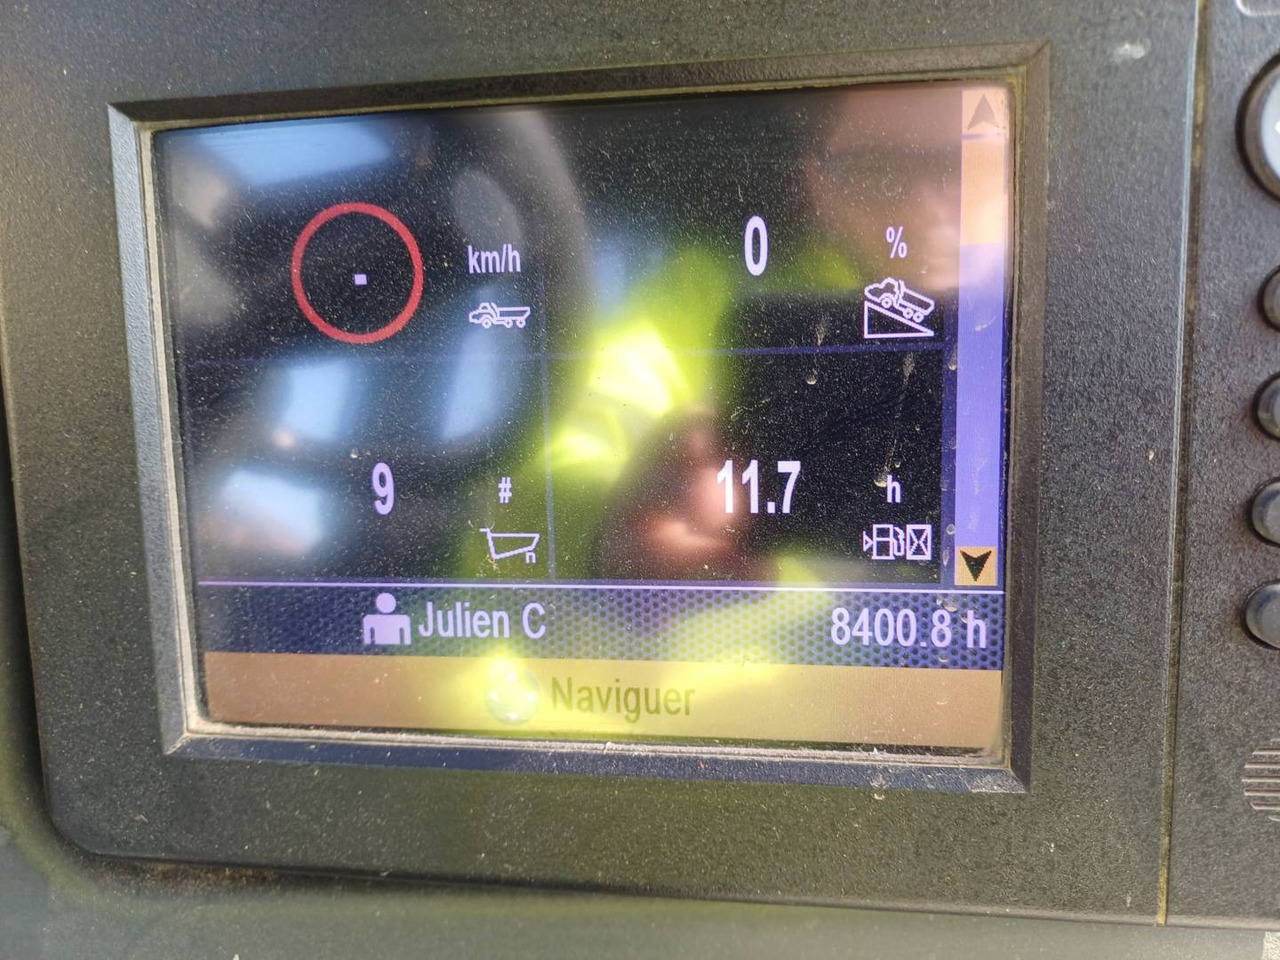 km/h
0 %
9 #
11.7 h
Julien C 8400.8 h
Naviguer